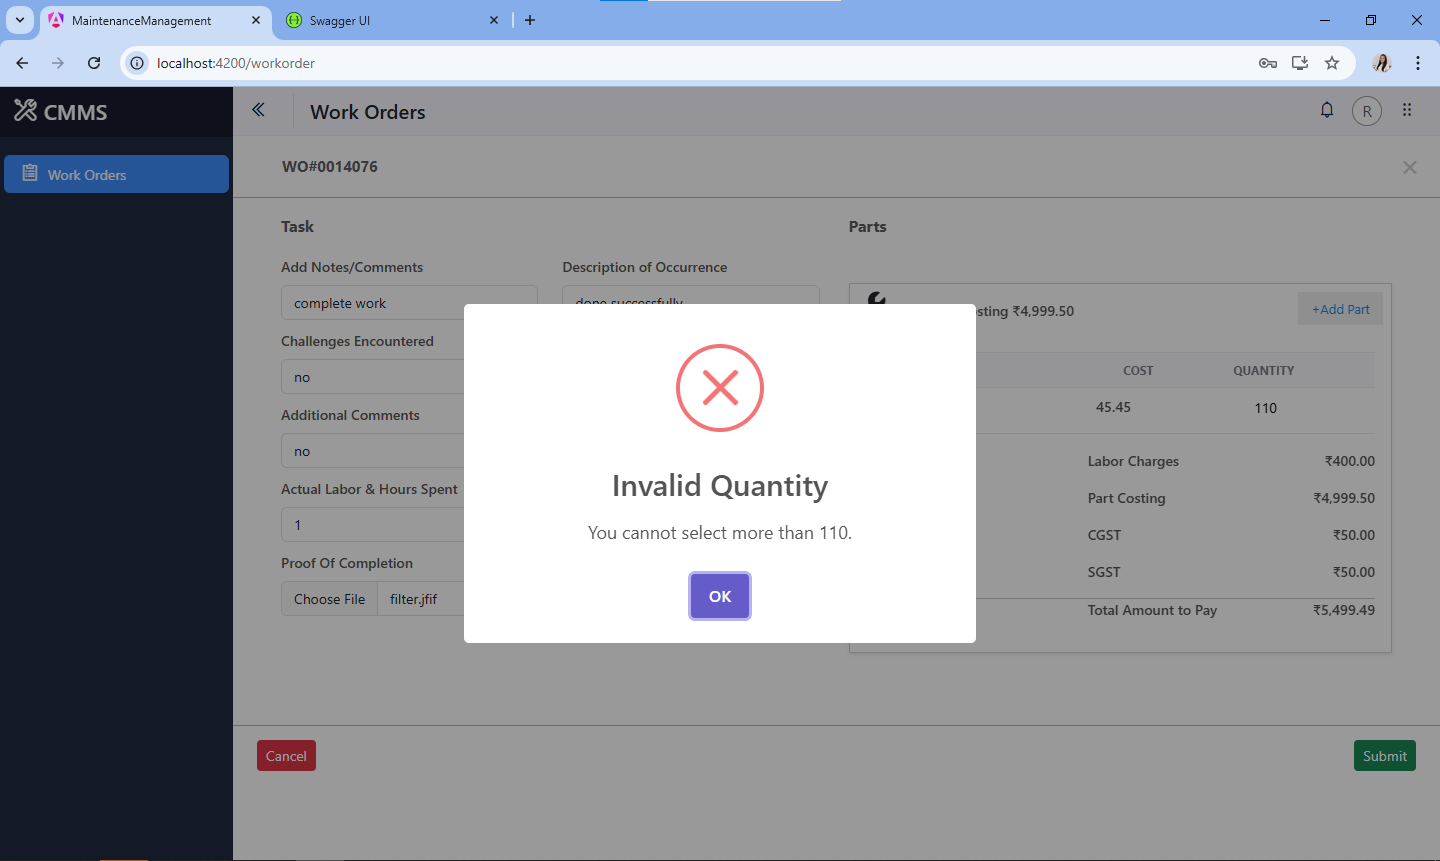 MaintenanceManagement
Swagger UI
localhost:4200/workorder
CMMS
Work Orders
R
Work Orders
WO#0014076
Task
Parts
Add Notes/Comments
Description of Occurrence
complete work
done successfully
Costing ₹4,999.50
+Add Part
Challenges Encountered
no
COST
QUANTITY
45.45
110
Additional Comments
no
Actual Labor & Hours Spent
1
Proof Of Completion
Choose File
filter.jfif
Labor Charges
₹400.00
Part Costing
₹4,999.50
CGST
₹50.00
SGST
₹50.00
Total Amount to Pay
₹5,499.49
Invalid Quantity
You cannot select more than 110.
OK
Cancel
Submit